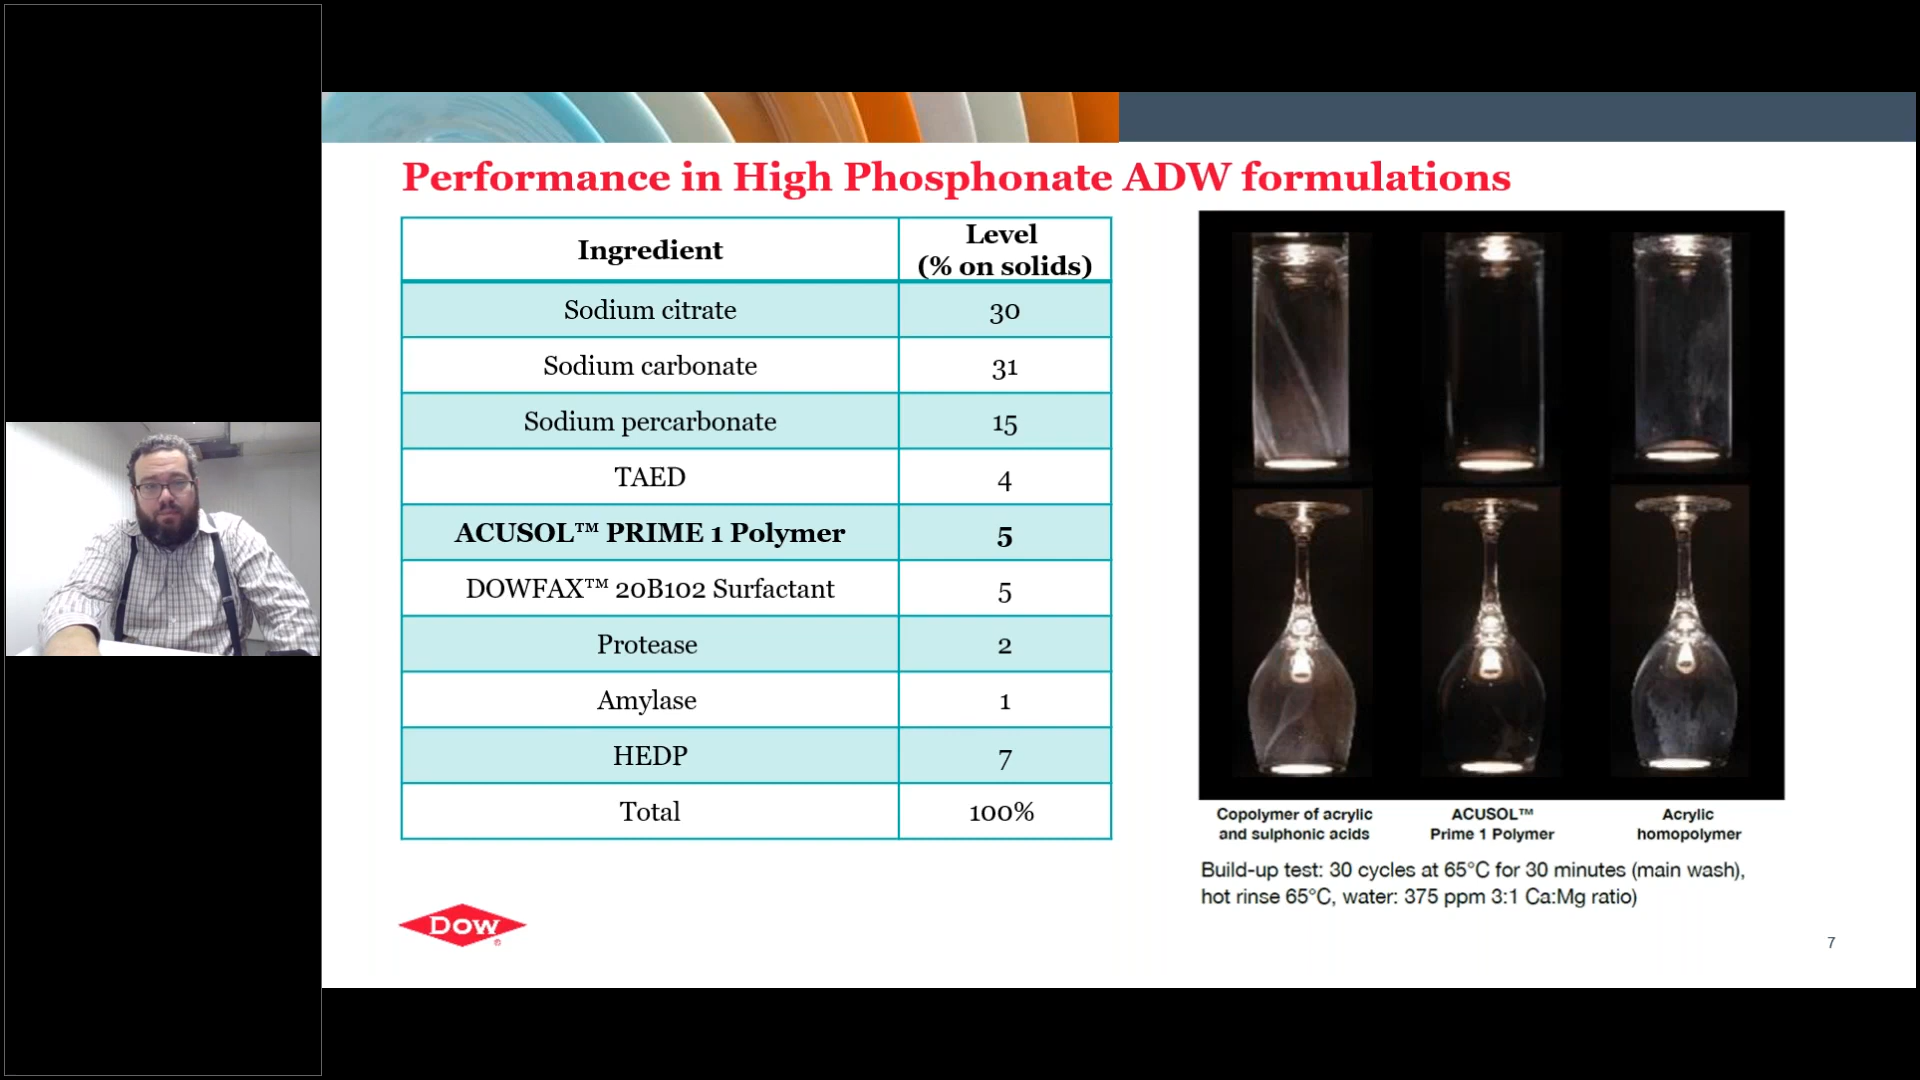 Performance in High Phosphonate ADW formulations
Ingredient
Level
(% on solids)
Sodium citrate
30
Sodium carbonate
31
Sodium percarbonate
15
TAED
4
ACUSOL™ PRIME 1 Polymer
5
DOWFAX™ 20B102 Surfactant
5
Protease
2
Amylase
1
HEDP
7
Total
100%
Copolymer of acrylic
and sulphonic acids
ACUSOL™
Prime 1 Polymer
Acrylic
homopolymer
Build-up test: 30 cycles at 65°C for 30 minutes (main wash),
hot rinse 65°C, water: 375 ppm 3:1 Ca:Mg ratio)
DOW®
7